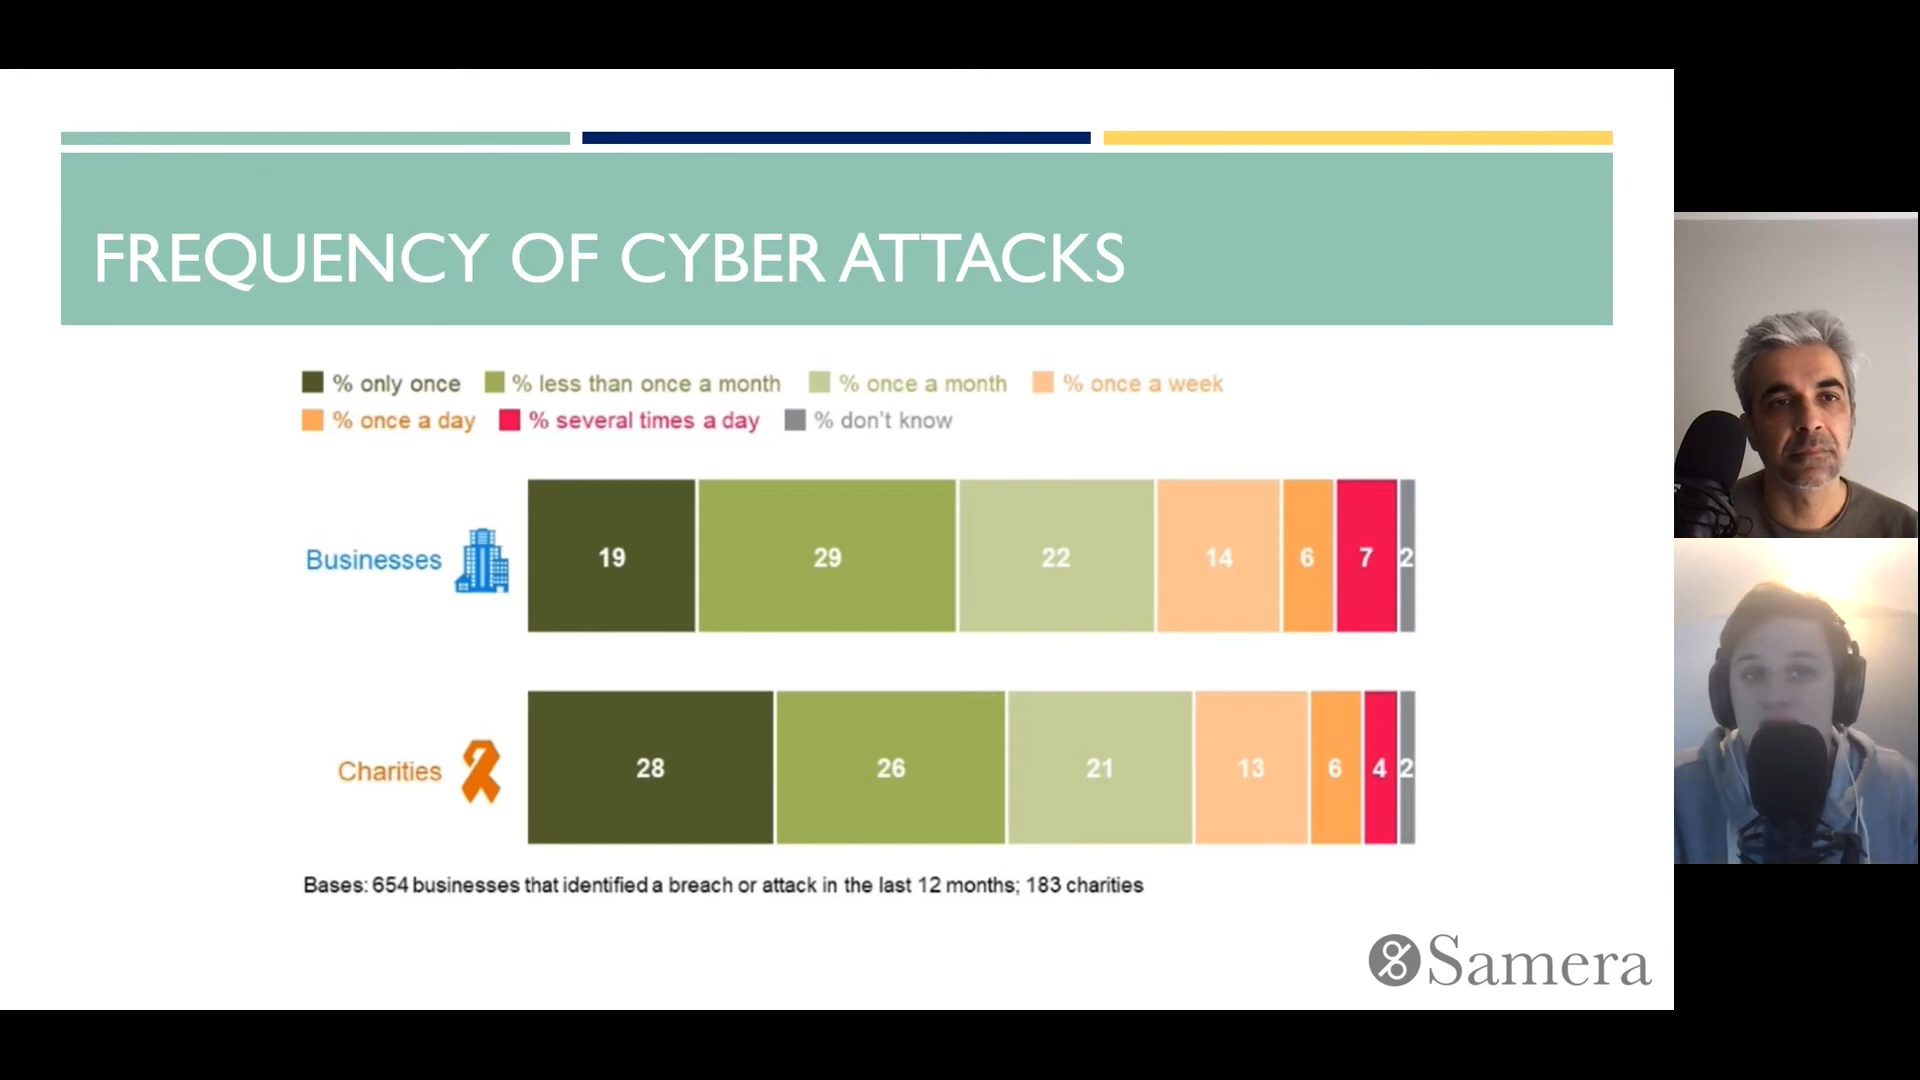 FREQUENCY OF CYBER ATTACKS
% only once % less than once a month % once a month % once a week
% once a day % several times a day % don't know
Businesses 19 29 22 14 6 7 2
Charities 28 26 21 13 6 4 2
Bases: 654 businesses that identified a breach or attack in the last 12 months; 183 charities
Samera